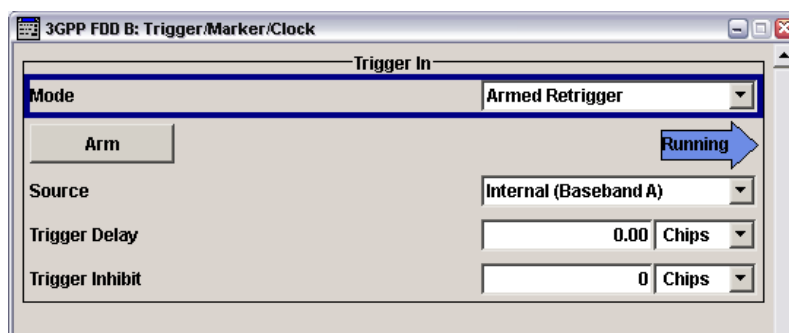 3GPP FDD B: Trigger/Marker/Clock
Trigger In
Mode Armed Retrigger
Arm Running
Source Internal (Baseband A)
Trigger Delay 0.00 Chips
Trigger Inhibit 0 Chips